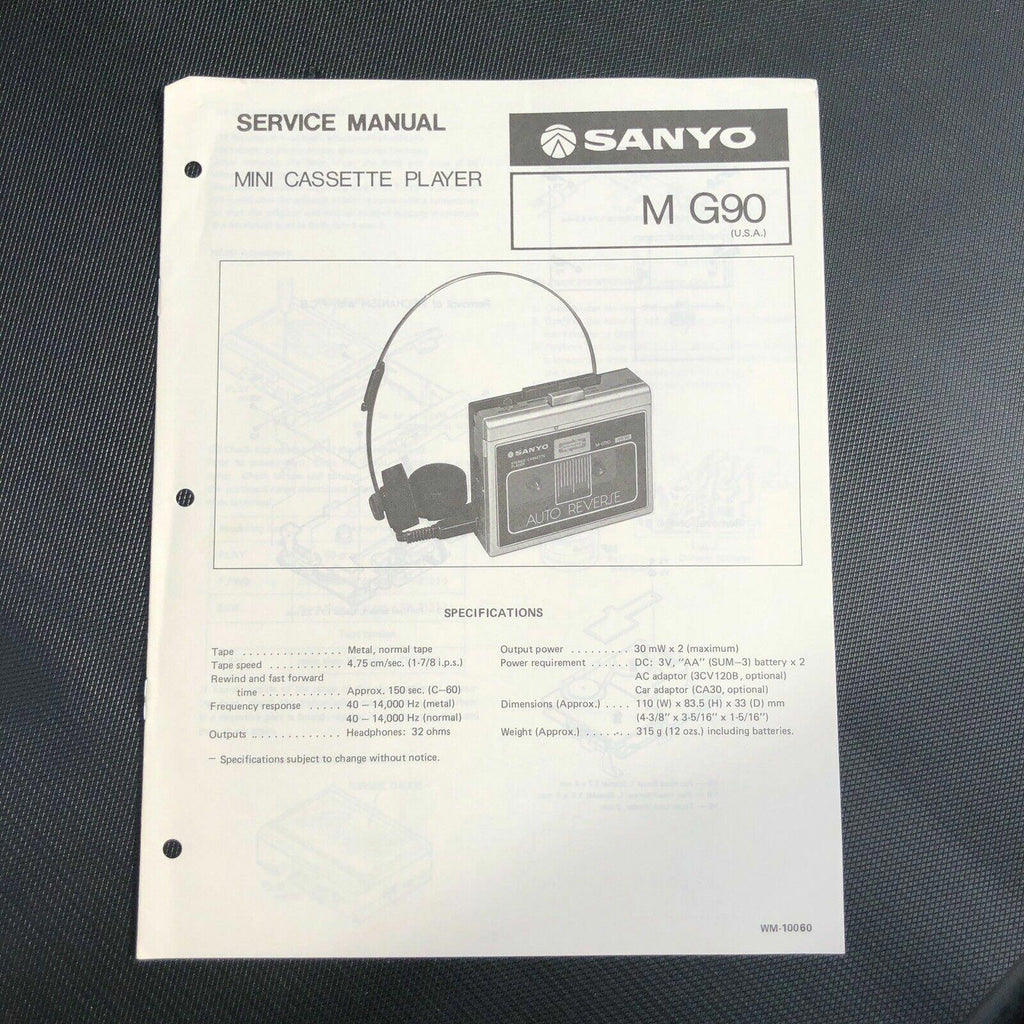 SERVICE MANUAL
MINI CASSETTE PLAYER
SANYO
M G90
(U.S.A.)
SANYO
M-G90
AUTO REVERSE
SPECIFICATIONS
Tape . . . . . . . . . . . . . . . Metal, normal tape
Tape speed . . . . . . . . . . . 4.75 cm/sec. (1-7/8 i.p.s.)
Rewind and fast forward
time . . . . . . . . . . . . Approx. 150 sec. (C–60)
Frequency response . . . . . 40 – 14,000 Hz (metal)
40 – 14,000 Hz (normal)
Outputs . . . . . . . . . . . . . Headphones: 32 ohms
– Specifications subject to change without notice.
Output power . . . . . . . . . 30 mW x 2 (maximum)
Power requirement . . . . . . DC: 3V, "AA" (SUM–3) battery x 2
AC adaptor (3CV120B, optional)
Car adaptor (CA30, optional)
Dimensions (Approx.) . . . . 110 (W) x 83.5 (H) x 33 (D) mm
(4-3/8" x 3-5/16" x 1-5/16")
Weight (Approx.) . . . . . . . 315 g (12 ozs.) including batteries.
WM-10060